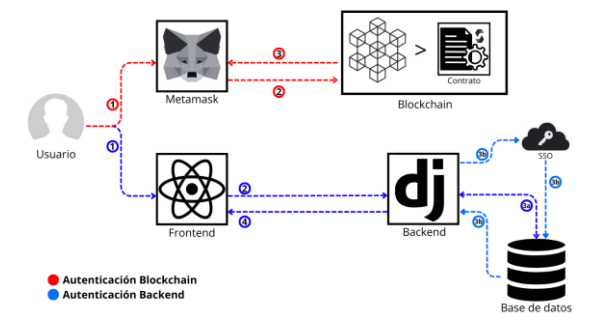 3
Contrato
2
Metamask
Blockchain
1
Usuario
1
3b
SSO
3b
dj
2
3a
4
3b
Frontend
Backend
Autenticación Blockchain
Autenticación Backend
Base de datos